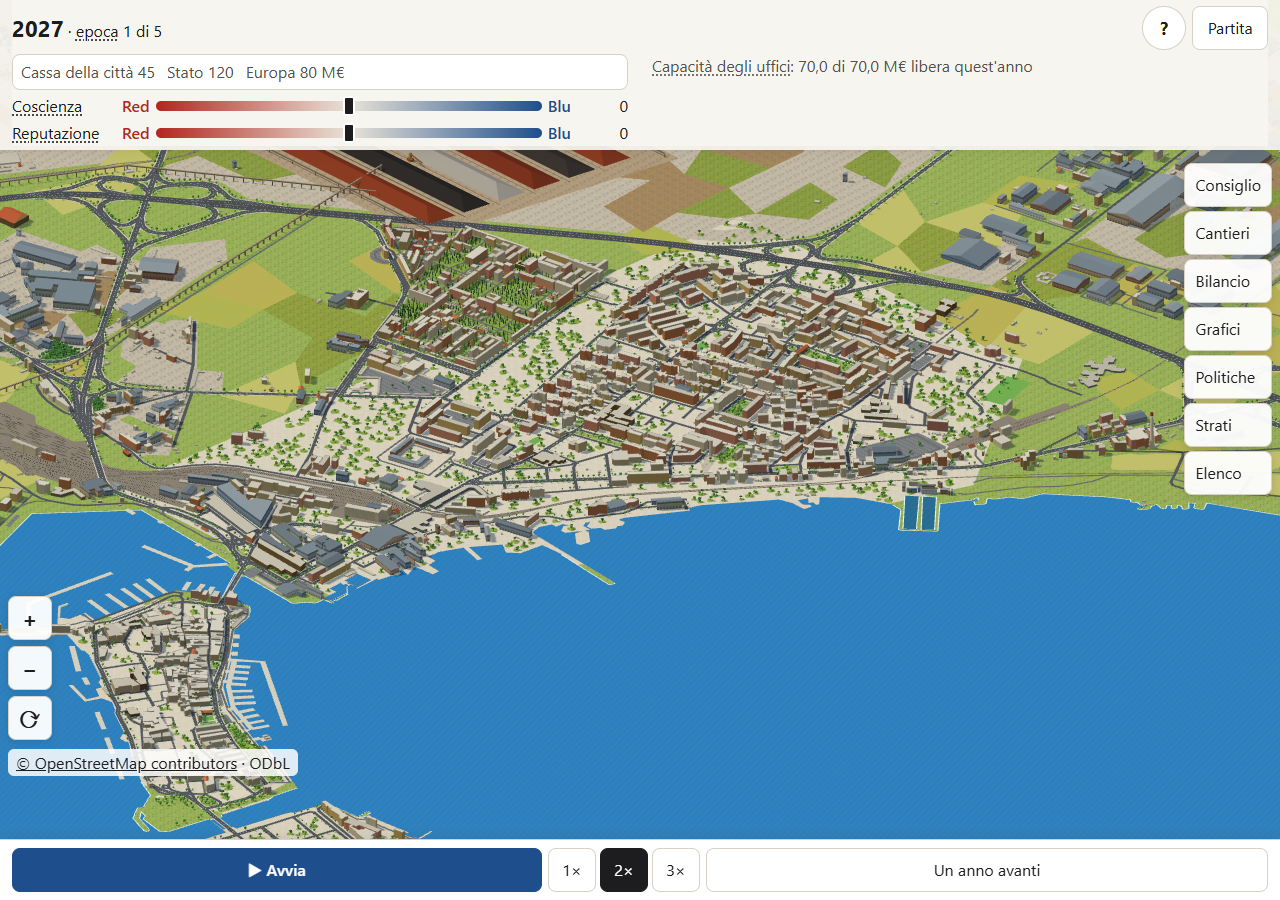 2027 · epoca 1 di 5
?
Partita
Cassa della città 45 Stato 120 Europa 80 M€
Capacità degli uffici: 70,0 di 70,0 M€ libera quest'anno
Coscienza Red Blu 0
Reputazione Red Blu 0
Consiglio
Cantieri
Bilancio
Grafici
Politiche
Strati
Elenco
+
−
© OpenStreetMap contributors · ODbL
▶ Avvia
1×
2×
3×
Un anno avanti